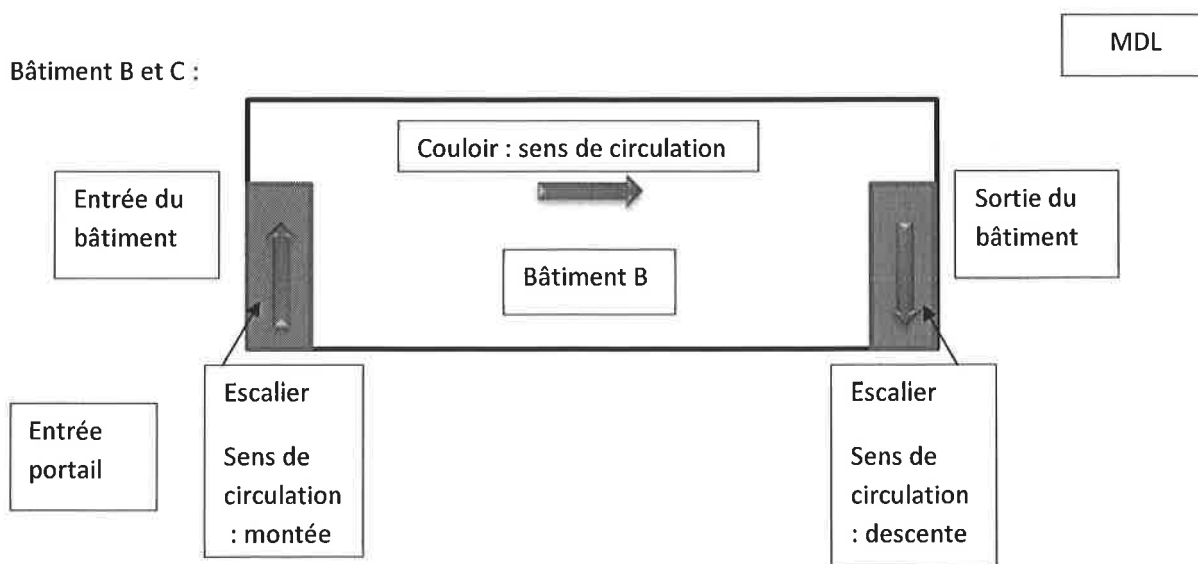 MDL
Bâtiment B et C :
Couloir : sens de circulation
Entrée du
bâtiment
Sortie du
bâtiment
Bâtiment B
Escalier
Sens de
circulation
: montée
Escalier
Sens de
circulation
: descente
Entrée
portail